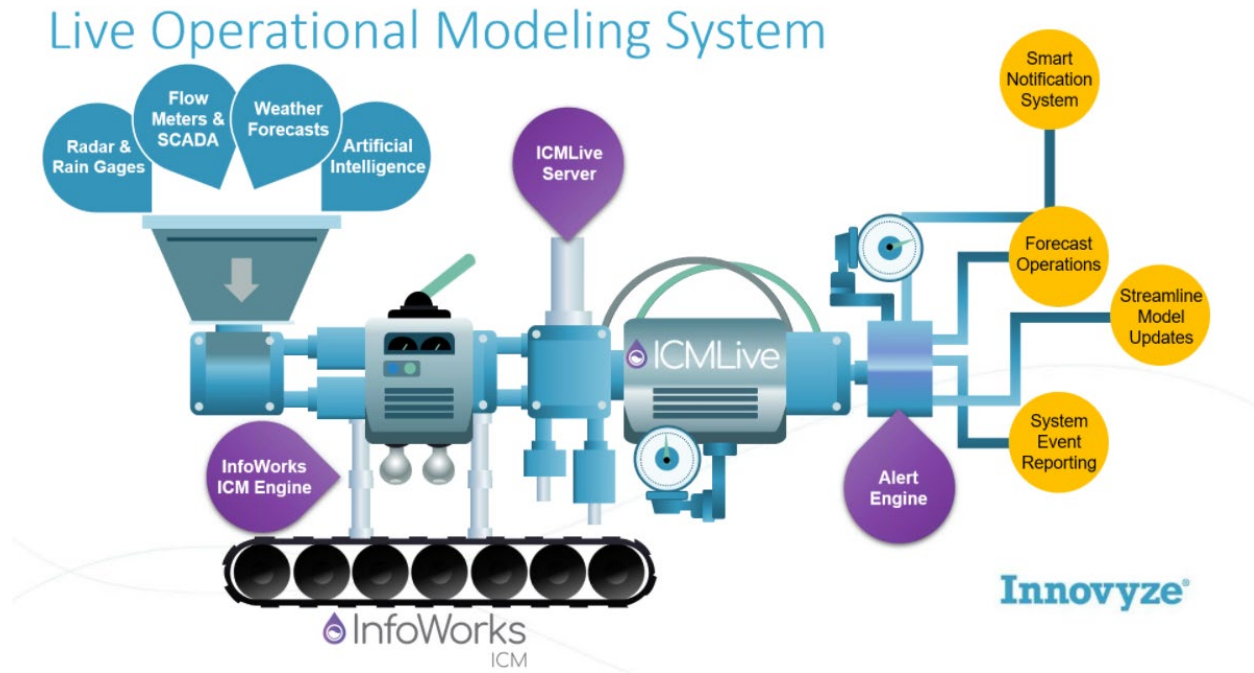 Live Operational Modeling System
Radar &
Rain Gages
Flow
Meters &
SCADA
Weather
Forecasts
Artificial
Intelligence
ICMLive
Server
Smart
Notification
System
Forecast
Operations
Streamline
Model
Updates
ICMLive
InfoWorks
ICM Engine
Alert
Engine
System
Event
Reporting
InfoWorks
ICM
Innovyze®